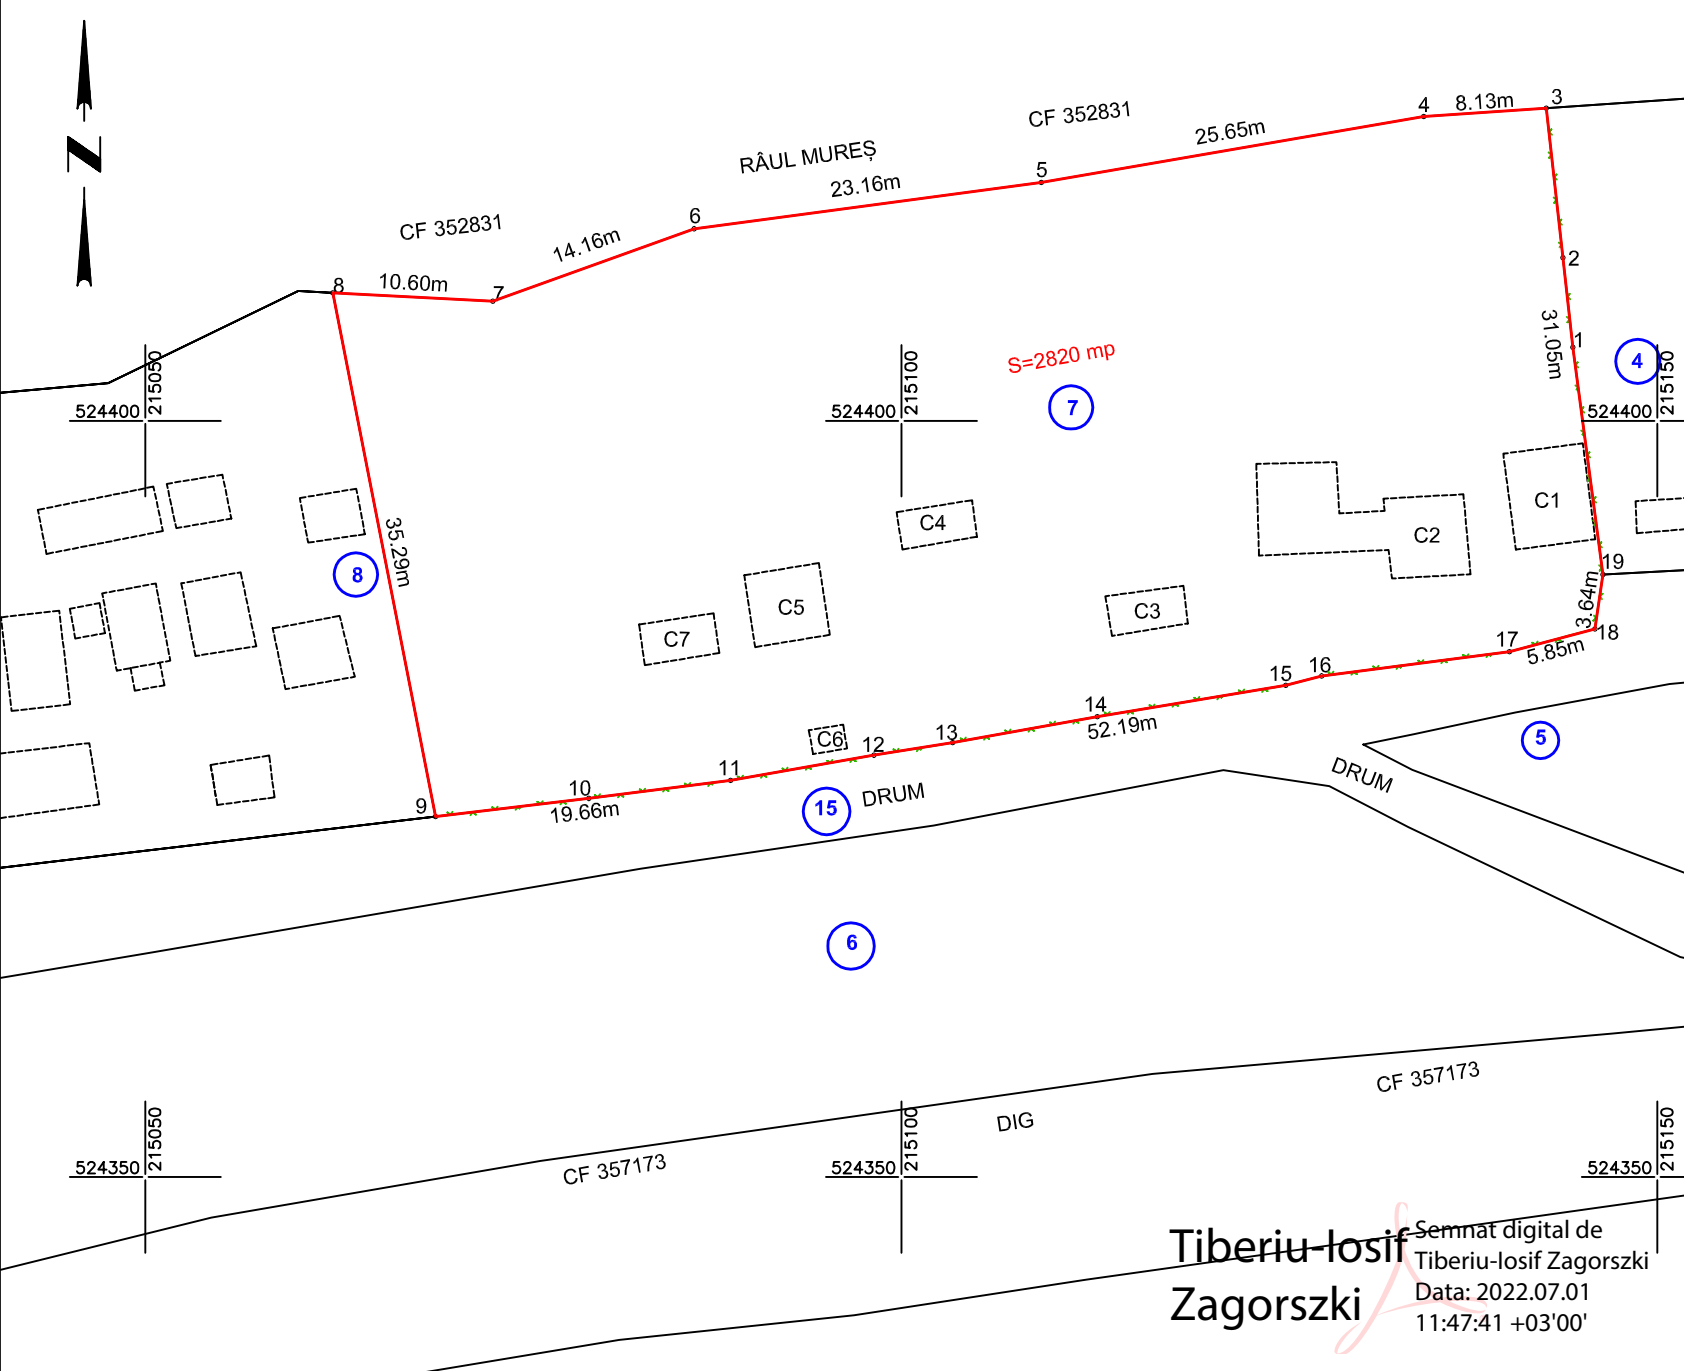 N
CF 352831
RÂUL MUREȘ
CF 352831
8
10.60m
7
14.16m
6
23.16m
5
25.65m
4
8.13m
3
2
31.05m
1
4
S=2820 mp
7
524400
215050
524400
215100
524400
215150
35.29m
8
C4
C2
C1
C5
C7
C3
C6
19
3.64m
18
5.85m
17
16
15
14
52.19m
13
12
11
10
19.66m
9
15
DRUM
DRUM
5
6
CF 357173
DIG
CF 357173
524350
215050
524350
215100
524350
215150
Tiberiu-Iosif
Zagorszki
Semnat digital de
Tiberiu-Iosif Zagorszki
Data: 2022.07.01
11:47:41 +03'00'